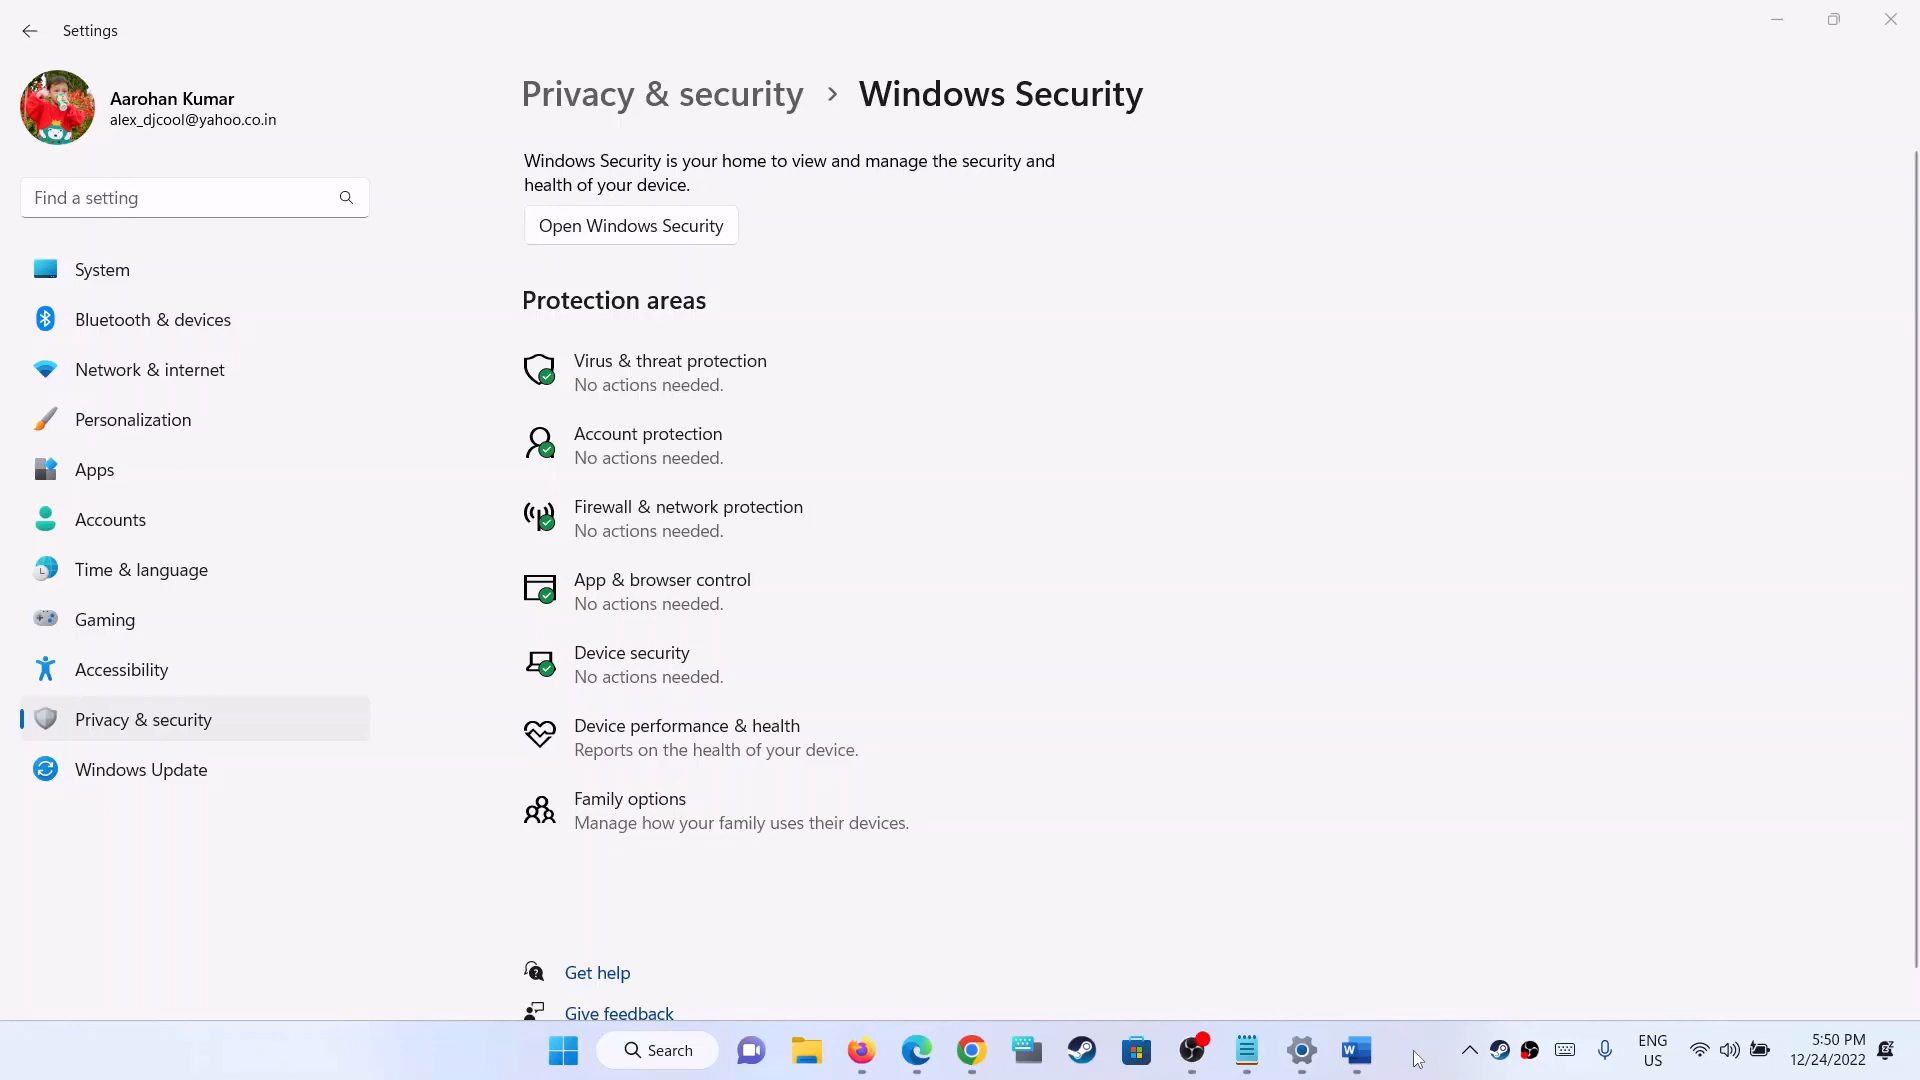 Settings
Aarohan Kumar
alex_djcool@yahoo.co.in
Find a setting
System
Bluetooth & devices
Network & internet
Personalization
Apps
Accounts
Time & language
Gaming
Accessibility
Privacy & security
Windows Update
Privacy & security > Windows Security
Windows Security is your home to view and manage the security and
health of your device.
Open Windows Security
Protection areas
Virus & threat protection
No actions needed.
Account protection
No actions needed.
Firewall & network protection
No actions needed.
App & browser control
No actions needed.
Device security
No actions needed.
Device performance & health
Reports on the health of your device.
Family options
Manage how your family uses their devices.
Get help
Give feedback
Search
ENG
US
5:50 PM
12/24/2022